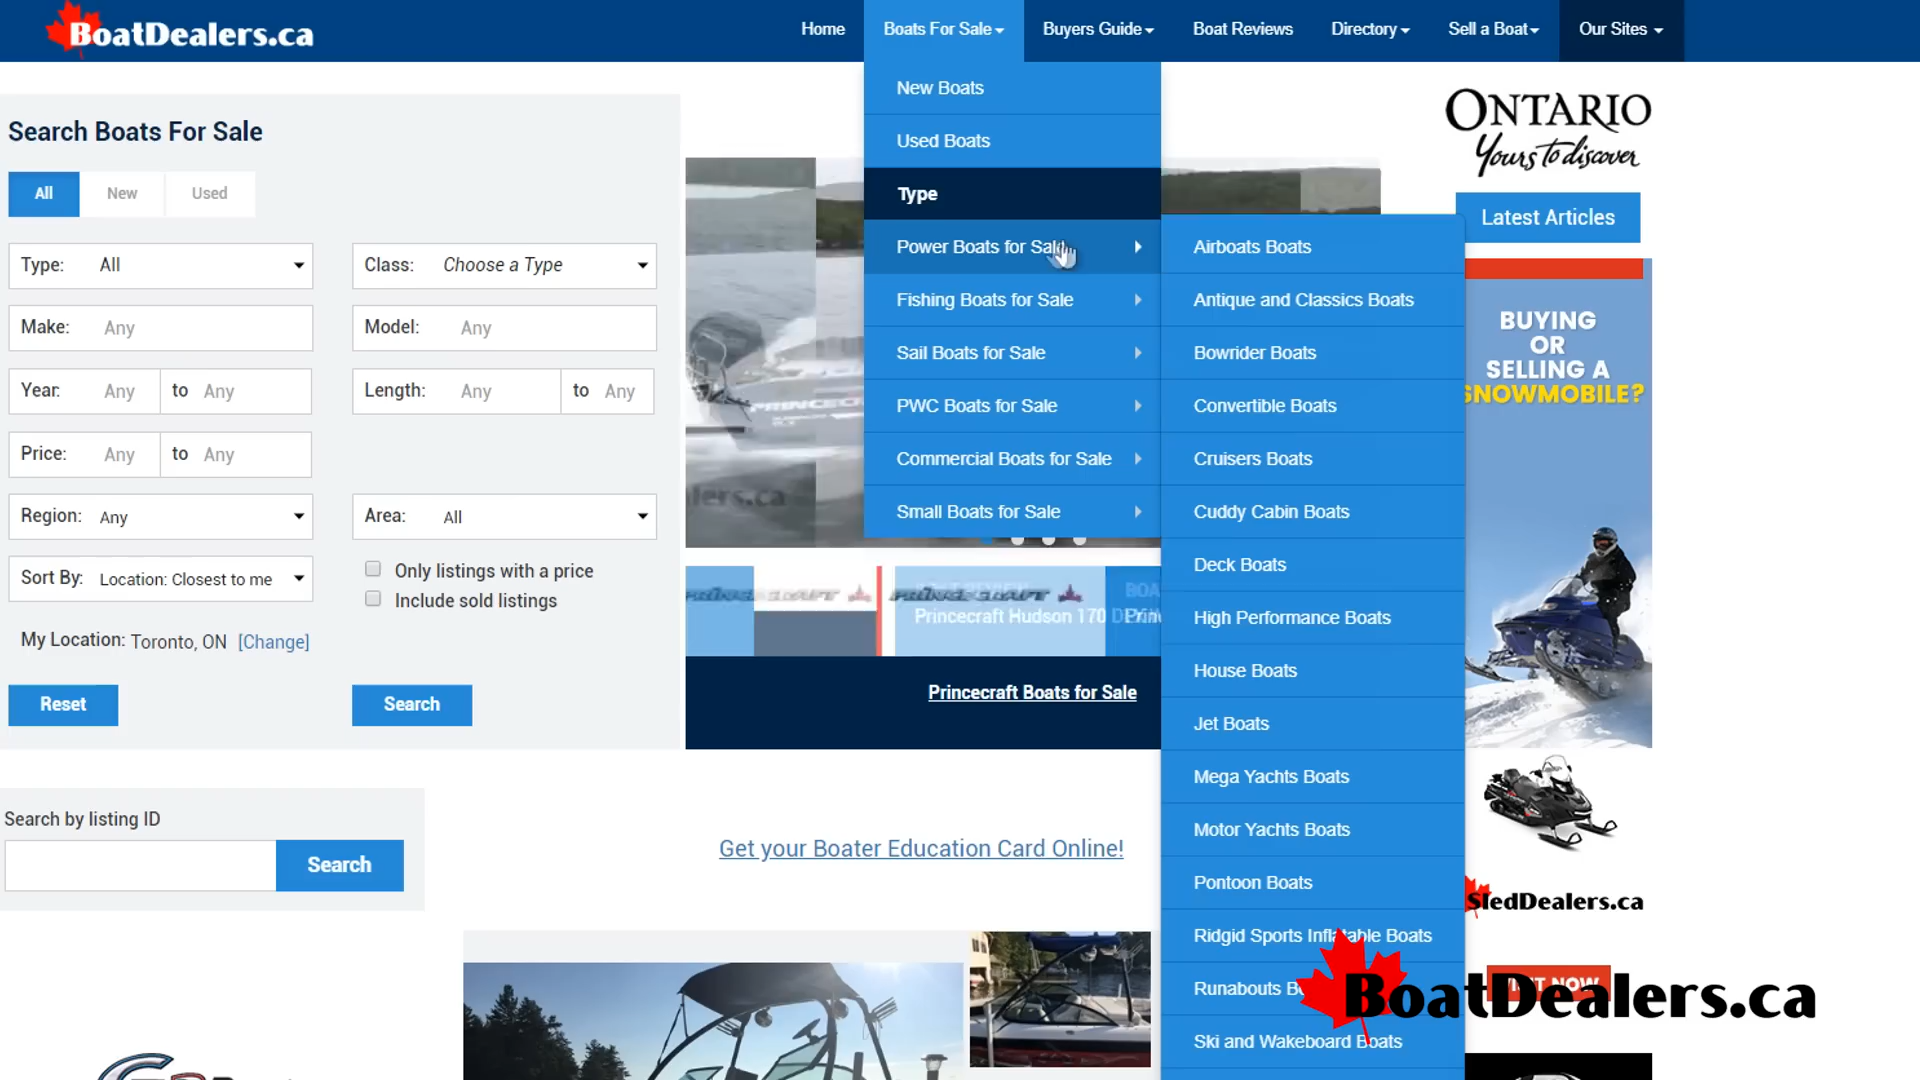 BoatDealers.ca
Home
Boats For Sale
Buyers Guide
Boat Reviews
Directory
Sell a Boat
Our Sites
Search Boats For Sale
All
New
Used
Type: All
Class: Choose a Type
Make: Any
Model: Any
Year: Any to Any
Length: Any to Any
Price: Any to Any
Region: Any
Area: All
Sort By: Location: Closest to me
Only listings with a price
Include sold listings
My Location: Toronto, ON [Change]
Reset
Search
Search by listing ID
Search
New Boats
Used Boats
Type
Power Boats for Sale
Fishing Boats for Sale
Sail Boats for Sale
PWC Boats for Sale
Commercial Boats for Sale
Small Boats for Sale
Airboats Boats
Antique and Classics Boats
Bowrider Boats
Convertible Boats
Cruisers Boats
Cuddy Cabin Boats
Deck Boats
High Performance Boats
House Boats
Jet Boats
Mega Yachts Boats
Motor Yachts Boats
Pontoon Boats
Ridgid Sports Inflatable Boats
Runabouts
Ski and Wakeboard Boats
Princecraft Hudson 170
Princecraft Boats for Sale
Get your Boater Education Card Online!
ONTARIO
Yours to discover
Latest Articles
BUYING
OR
SELLING A
SNOWMOBILE?
SledDealers.ca
BoatDealers.ca